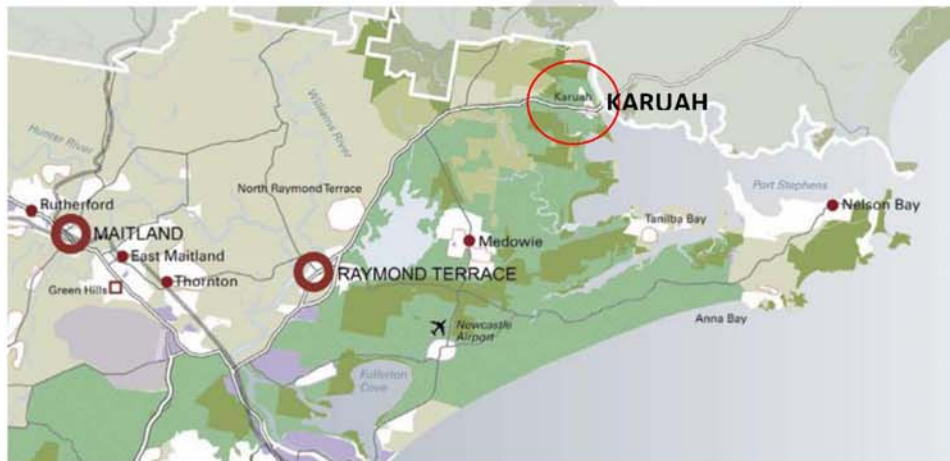 Karuah
KARUAH
Williams River
Hunter River
North Raymond Terrace
Port Stephens
Rutherford
Nelson Bay
Tanilba Bay
MAITLAND
Medowie
East Maitland
RAYMOND TERRACE
Thornton
Green Hills
Anna Bay
Newcastle
Airport
Fullerton
Cove